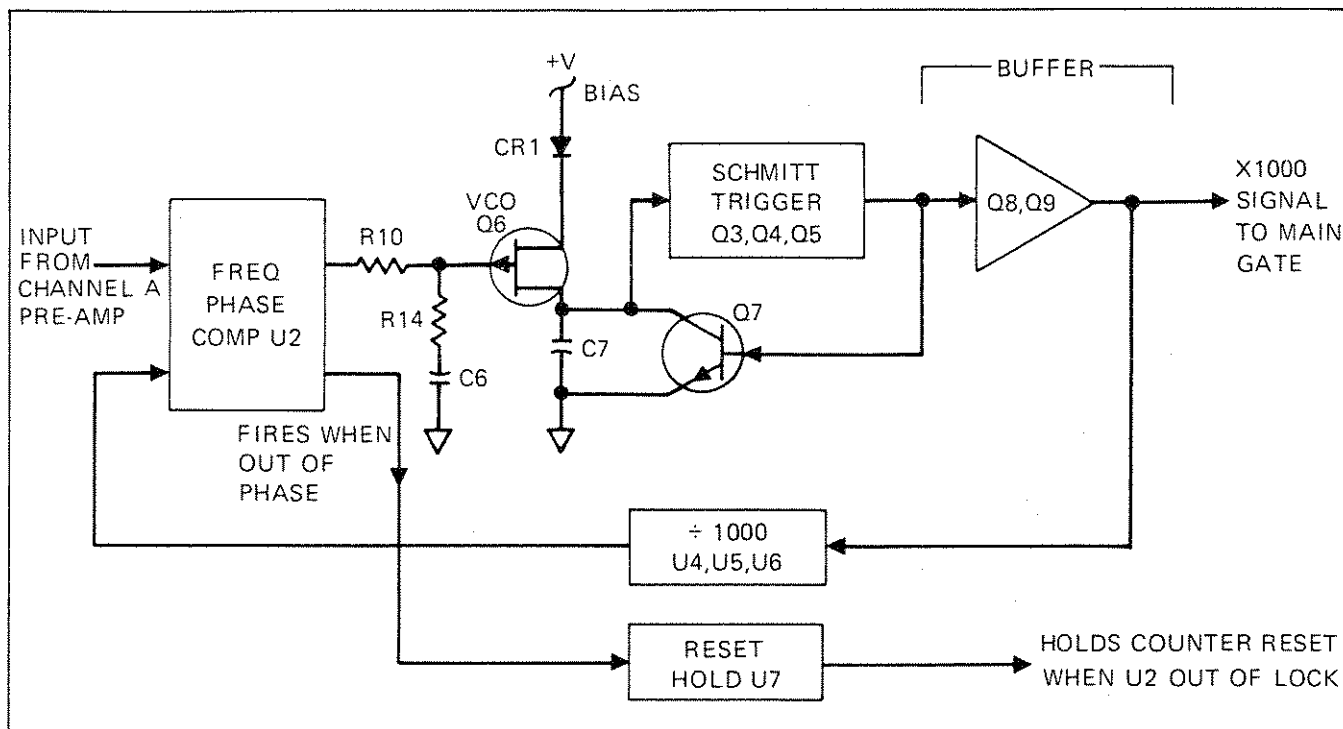 +V
BIAS
CR1
VCO
Q6
INPUT
FROM
CHANNEL A
PRE-AMP
FREQ
PHASE
COMP U2
R10
R14
C6
C7
Q7
SCHMITT
TRIGGER
Q3,Q4,Q5
BUFFER
Q8,Q9
X1000
SIGNAL
TO MAIN
GATE
FIRES WHEN
OUT OF
PHASE
÷ 1000
U4,U5,U6
RESET
HOLD U7
HOLDS COUNTER RESET
WHEN U2 OUT OF LOCK